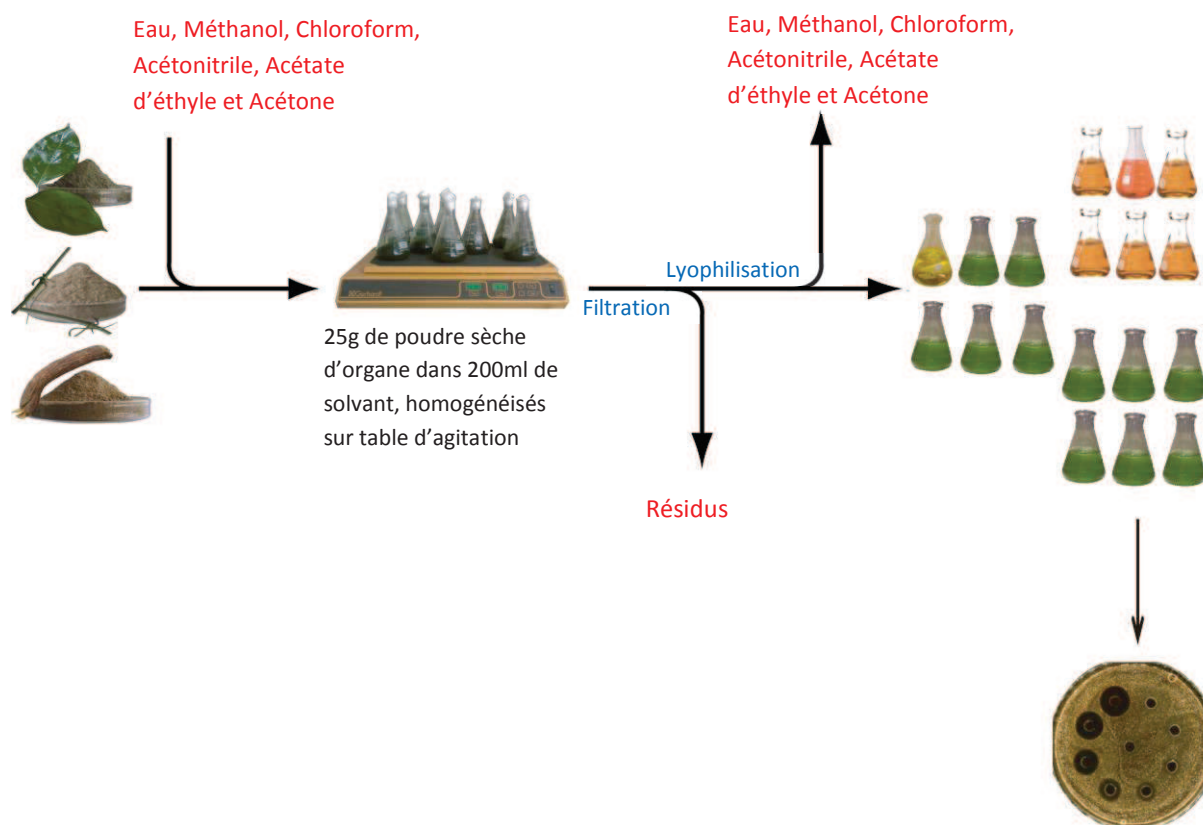 Eau, Méthanol, Chloroform,
Acétonitrile, Acétate
d’éthyle et Acétone
Eau, Méthanol, Chloroform,
Acétonitrile, Acétate
d’éthyle et Acétone
Lyophilisation
Filtration
25g de poudre sèche
d’organe dans 200ml de
solvant, homogénéisés
sur table d’agitation
Résidus